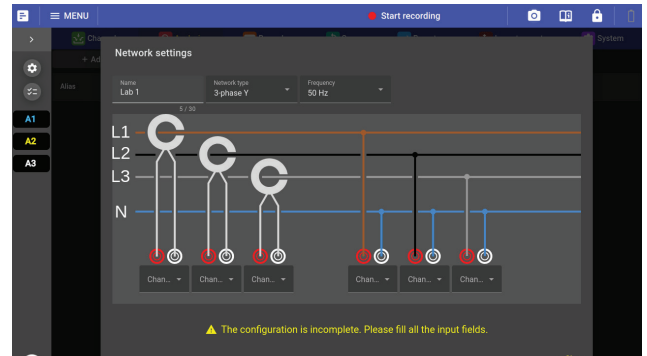 MENU
Start recording
Cha
System
+ Ad
Network settings
Alias
Name
Lab 1
Network type
3-phase Y
Frequency
50 Hz
5 / 30
A1
A2
A3
L1
L2
L3
N
Chan...
Chan...
Chan...
Chan...
Chan...
Chan...
The configuration is incomplete. Please fill all the input fields.